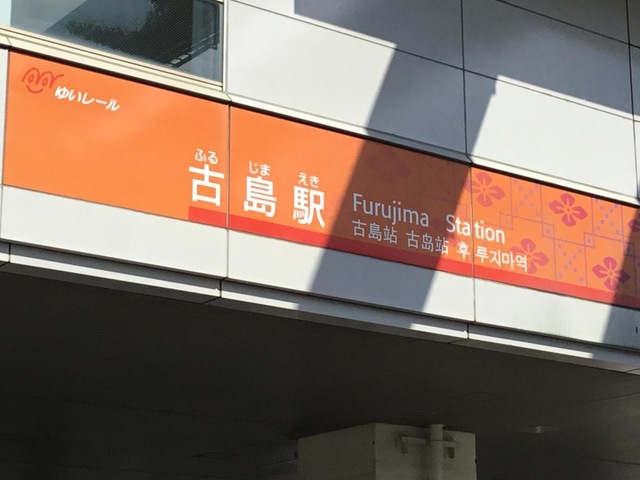 ゆいレール
ふる じま えき
古島駅
Furujima Station
古島站 古岛站 후루지마역